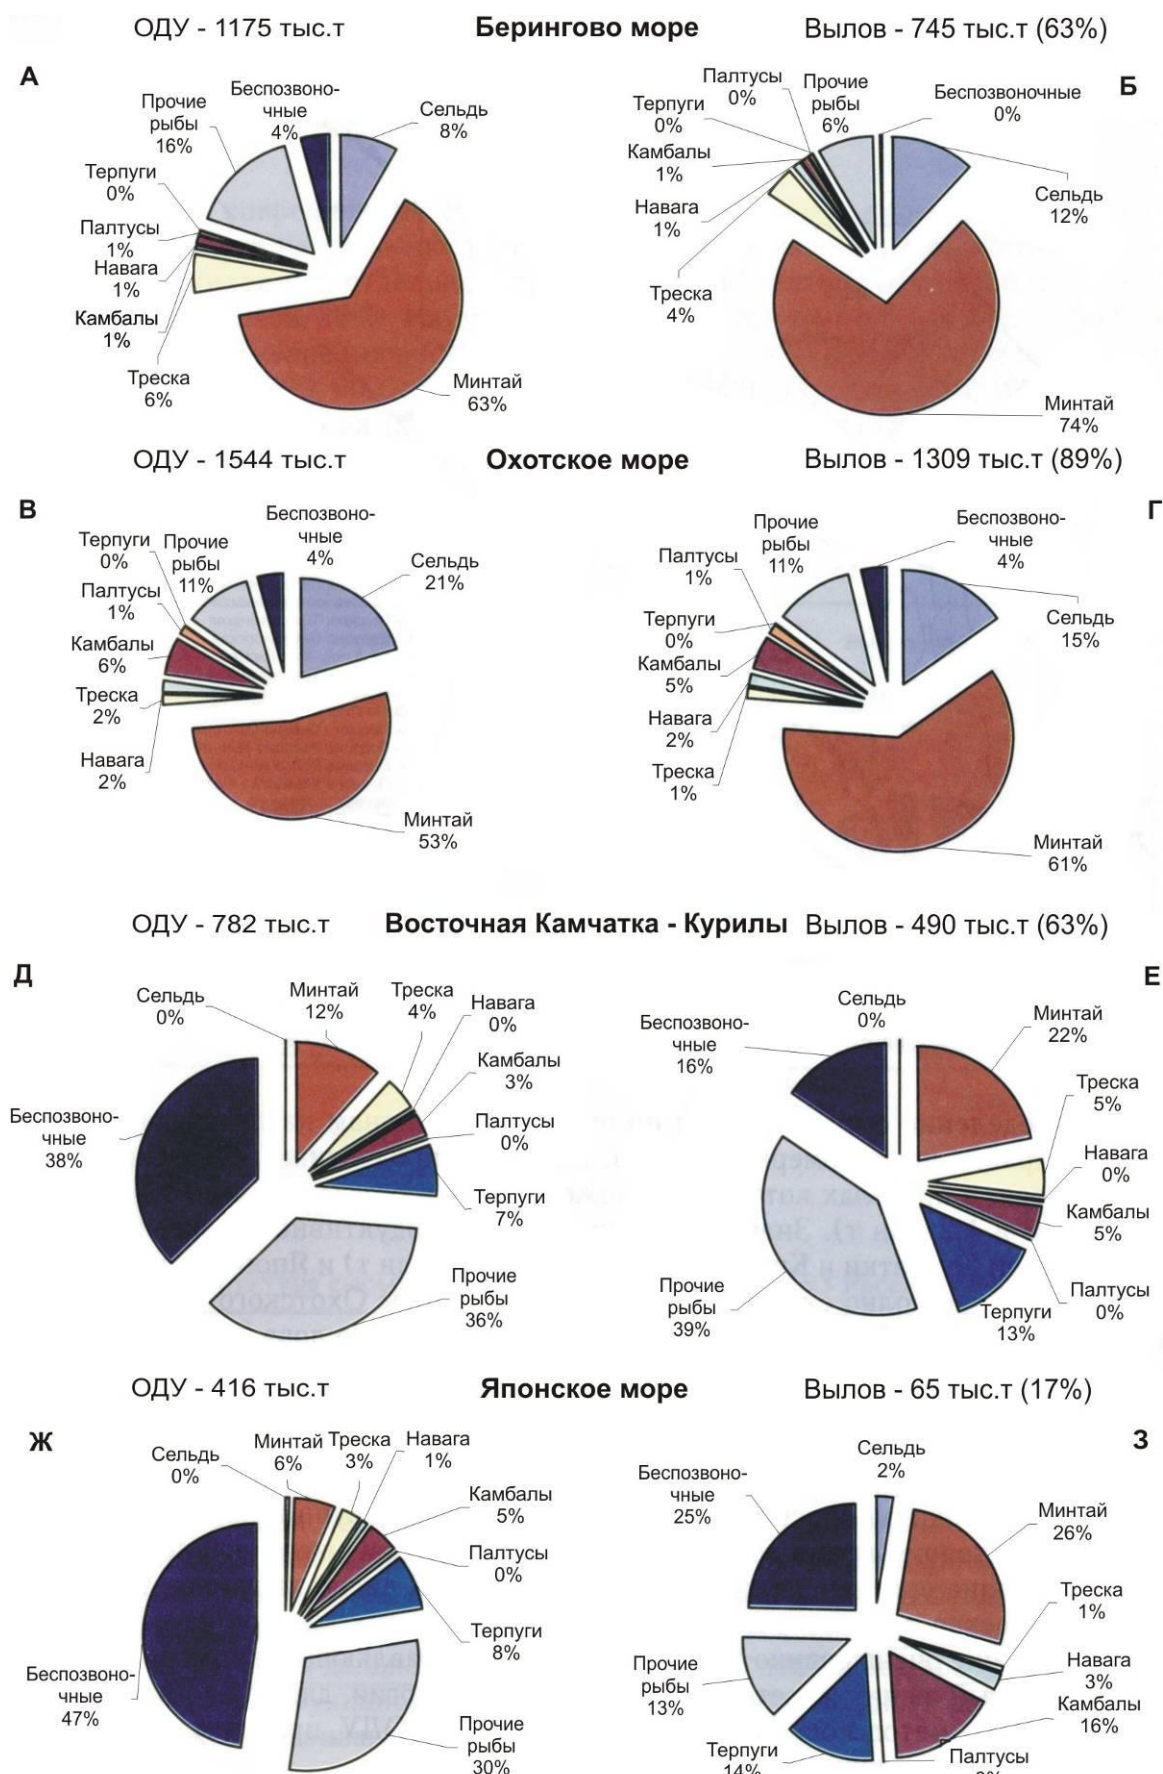 ОДУ - 1175 тыс.т
Берингово море
Вылов - 745 тыс.т (63%)
А
Беспозвоно-
чные
4%
Прочие
рыбы
16%
Сельдь
8%
Терпуги
0%
Палтусы
1%
Навага
1%
Камбалы
1%
Треска
6%
Минтай
63%
Б
Палтусы
0%
Прочие
рыбы
6%
Беспозвоночные
0%
Терпуги
0%
Камбалы
1%
Навага
1%
Сельдь
12%
Треска
4%
Минтай
74%
ОДУ - 1544 тыс.т
Охотское море
Вылов - 1309 тыс.т (89%)
В
Беспозвоно-
чные
4%
Терпуги
0%
Прочие
рыбы
11%
Сельдь
21%
Палтусы
1%
Камбалы
6%
Треска
2%
Навага
2%
Минтай
53%
Г
Прочие
рыбы
11%
Беспозвоно-
чные
4%
Палтусы
1%
Терпуги
0%
Сельдь
15%
Камбалы
5%
Навага
2%
Треска
1%
Минтай
61%
ОДУ - 782 тыс.т
Восточная Камчатка - Курилы
Вылов - 490 тыс.т (63%)
Д
Сельдь
0%
Минтай
12%
Треска
4%
Навага
0%
Камбалы
3%
Беспозвоно-
чные
38%
Палтусы
0%
Терпуги
7%
Прочие
рыбы
36%
Е
Сельдь
0%
Беспозвоно-
чные
16%
Минтай
22%
Треска
5%
Навага
0%
Камбалы
5%
Прочие
рыбы
39%
Палтусы
0%
Терпуги
13%
ОДУ - 416 тыс.т
Японское море
Вылов - 65 тыс.т (17%)
Ж
Сельдь
0%
Минтай
6%
Треска
3%
Навага
1%
Камбалы
5%
Палтусы
0%
Терпуги
8%
Беспозвоно-
чные
47%
Прочие
рыбы
30%
З
Сельдь
2%
Беспозвоно-
чные
25%
Минтай
26%
Треска
1%
Навага
3%
Прочие
рыбы
13%
Камбалы
16%
Терпуги
14%
Палтусы